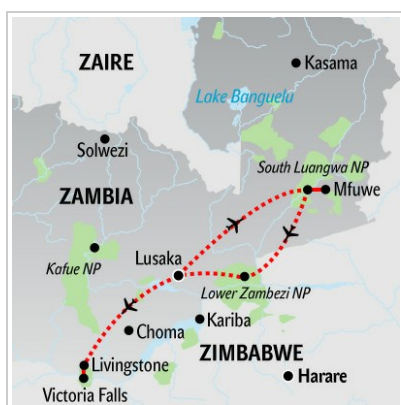 ZAIRE
Kasama
Lake Banguelu
Solwezi
South Luangwa NP
Mfuwe
ZAMBIA
Kafue NP
Lusaka
Lower Zambezi NP
Choma
Kariba
ZIMBABWE
Livingstone
Harare
Victoria Falls